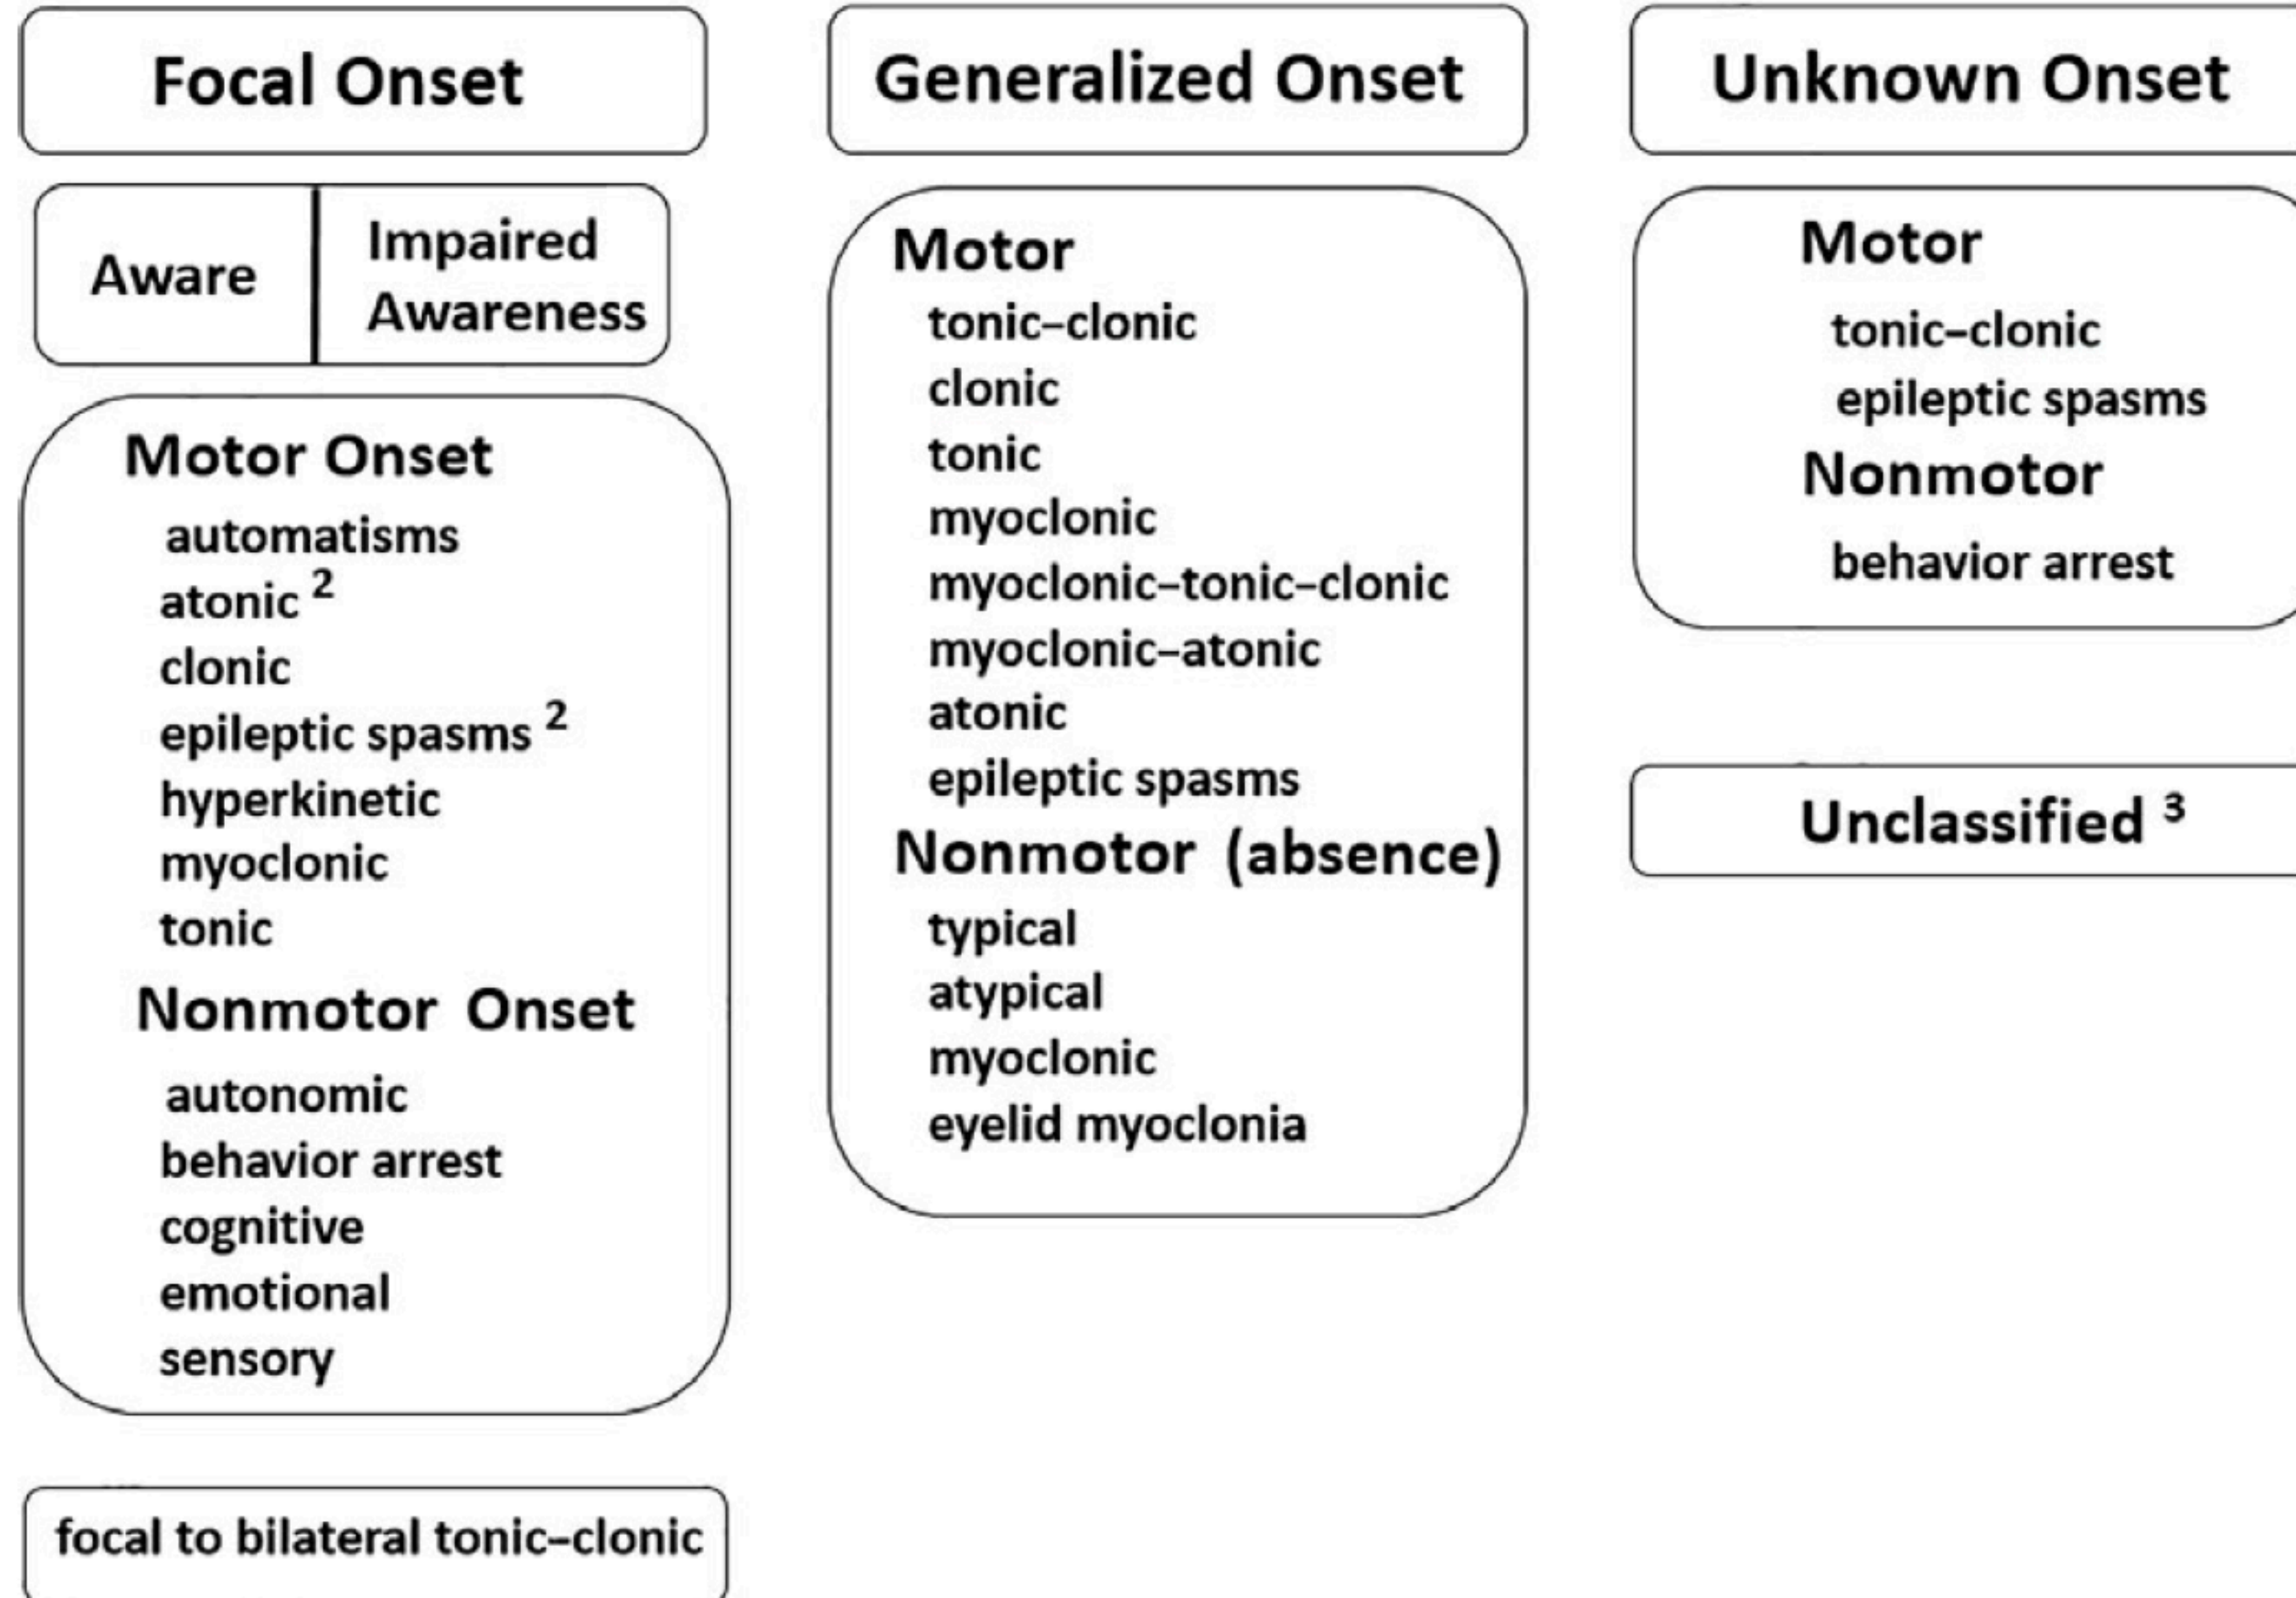 Focal Onset
Aware
Impaired
Awareness
Motor Onset
automatisms
atonic 2
clonic
epileptic spasms 2
hyperkinetic
myoclonic
tonic
Nonmotor Onset
autonomic
behavior arrest
cognitive
emotional
sensory
focal to bilateral tonic–clonic
Generalized Onset
Motor
tonic–clonic
clonic
tonic
myoclonic
myoclonic–tonic–clonic
myoclonic–atonic
atonic
epileptic spasms
Nonmotor (absence)
typical
atypical
myoclonic
eyelid myoclonia
Unknown Onset
Motor
tonic–clonic
epileptic spasms
Nonmotor
behavior arrest
Unclassified 3